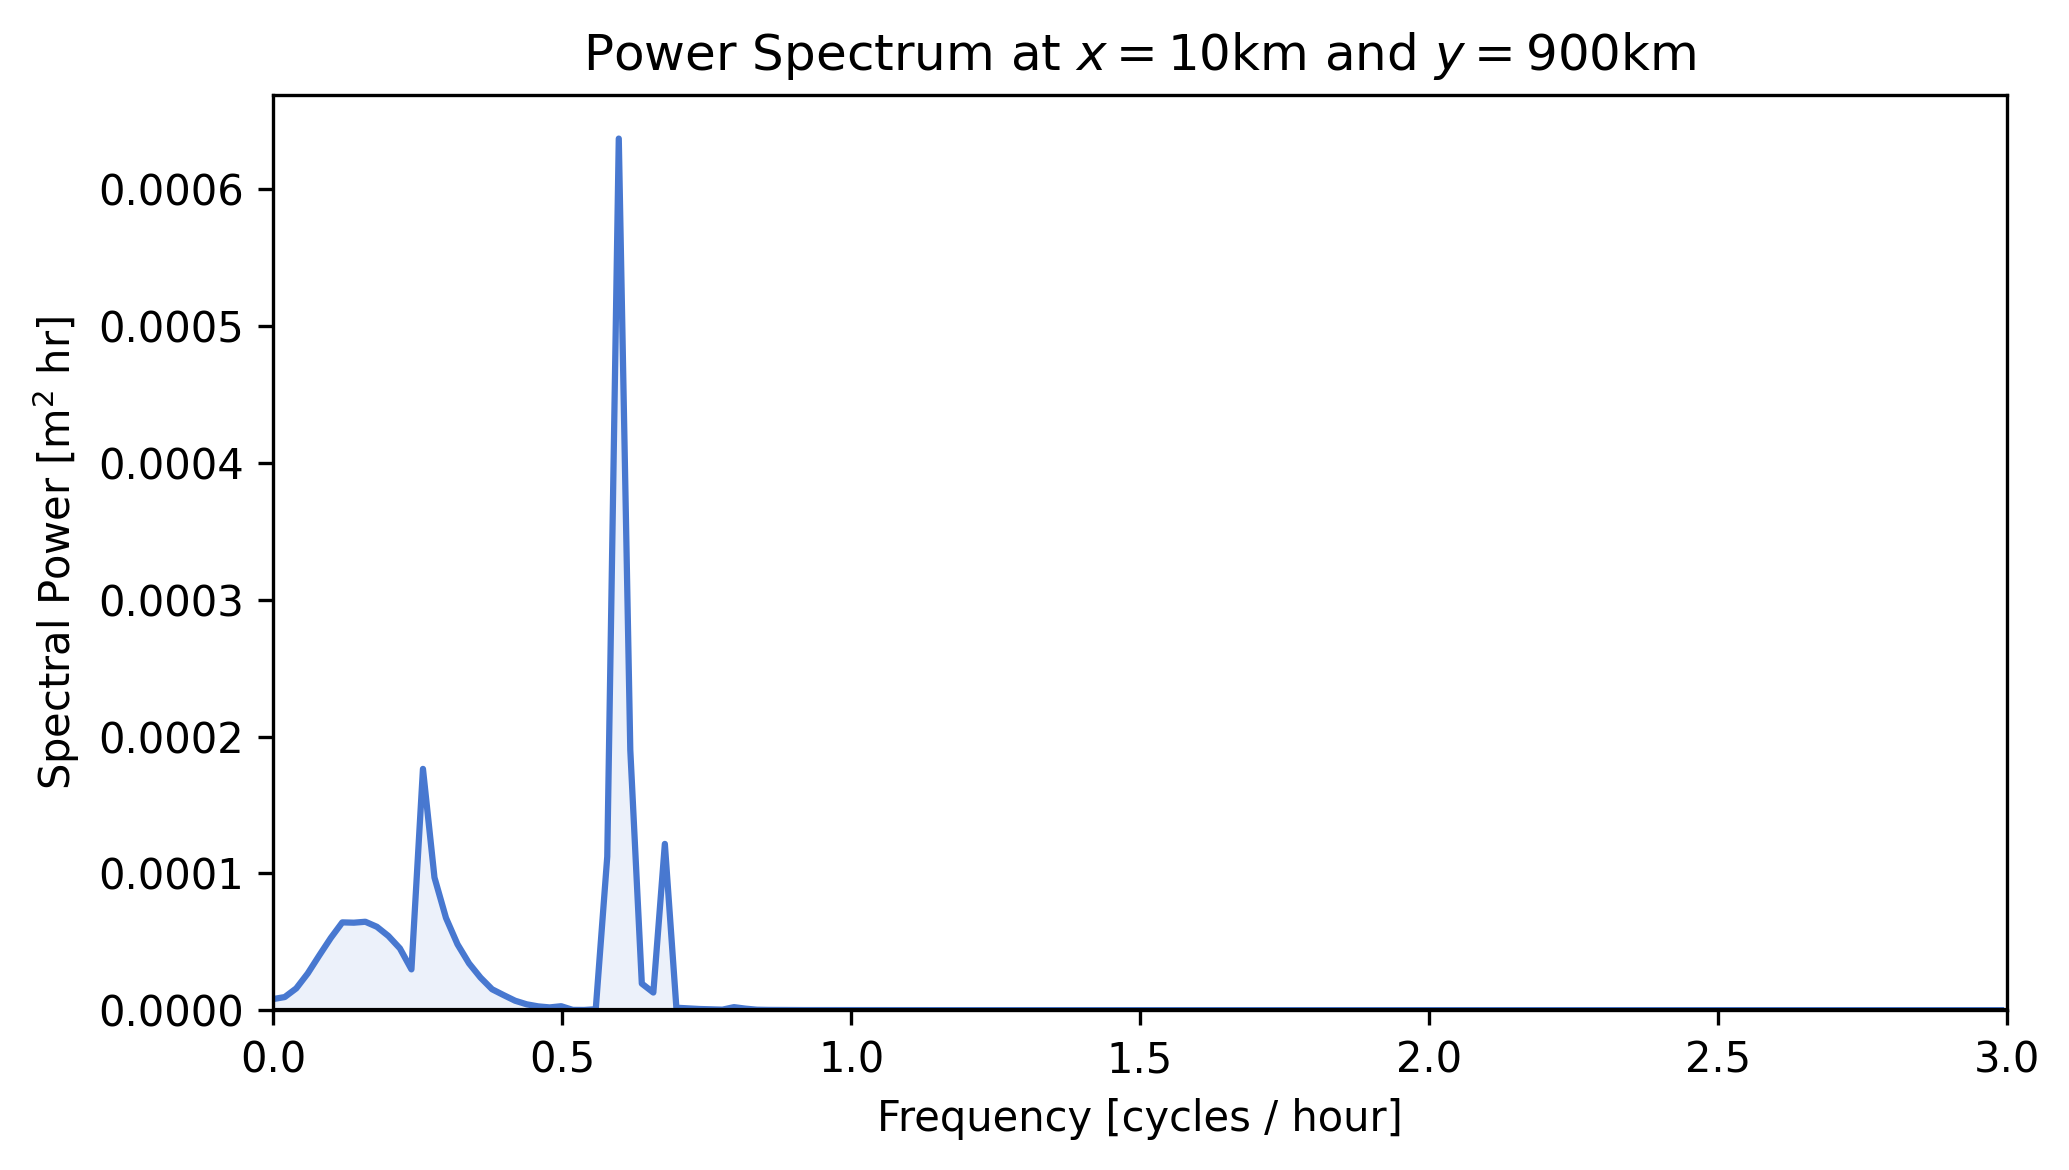 Power Spectrum at x = 10km and y = 900km
Spectral Power [m² hr]
0.0006
0.0005
0.0004
0.0003
0.0002
0.0001
0.0000
0.0 0.5 1.0 1.5 2.0 2.5 3.0
Frequency [cycles / hour]